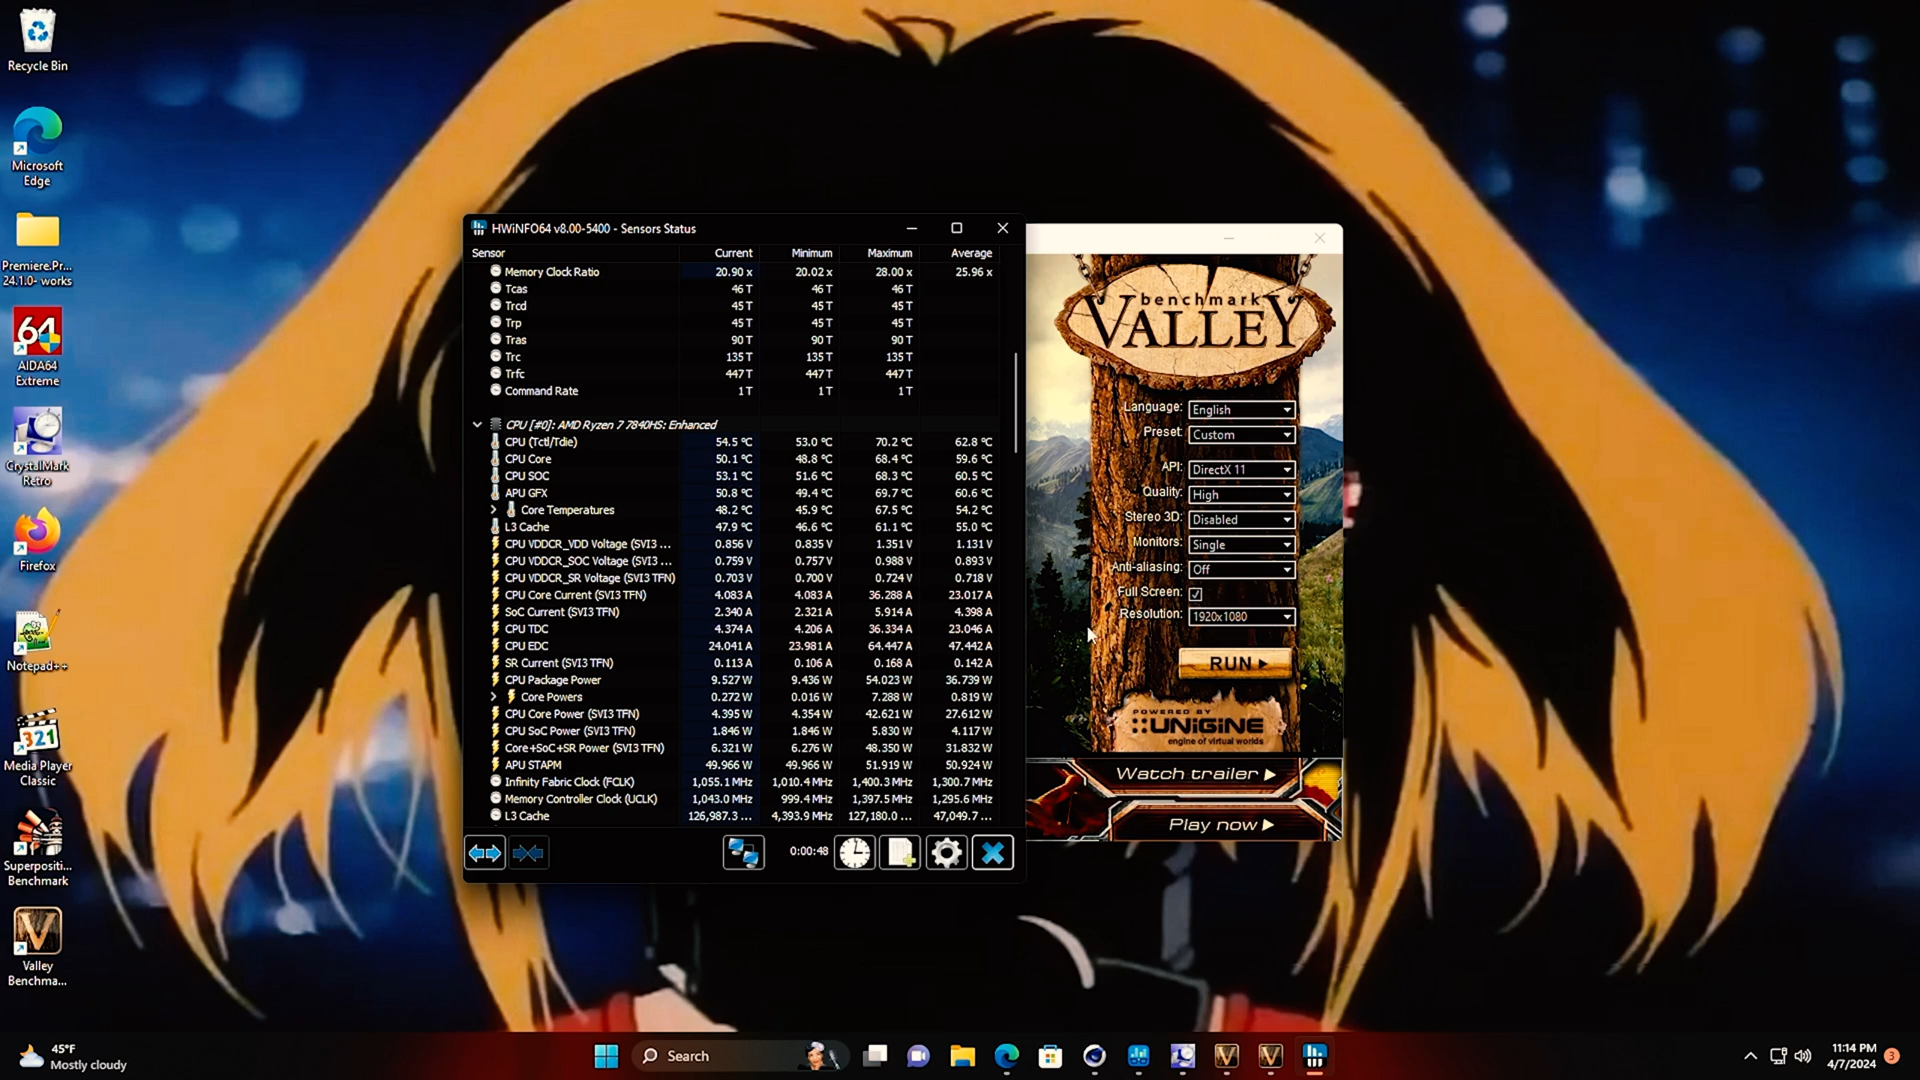 Recycle Bin
Microsoft
Edge
Premiere.Pr...
24.1.0- works
64
AIDA64
Extreme
CrystalMark
Retro
Firefox
Notepad++
321
Media Player
Classic
Superpositi...
Benchmark
V
Valley
Benchma...
HWiNFO64 v8.00-5400 - Sensors Status
Sensor Current Minimum Maximum Average
Memory Clock Ratio 20.90 x 20.02 x 28.00 x 25.96 x
Tcas 46 T 46 T 46 T
Trcd 45 T 45 T 45 T
Trp 45 T 45 T 45 T
Tras 90 T 90 T 90 T
Trc 135 T 135 T 135 T
Trfc 447 T 447 T 447 T
Command Rate 1 T 1 T 1 T
CPU [#0]: AMD Ryzen 7 7840HS: Enhanced
CPU (Tctl/Tdie) 54.5 °C 53.0 °C 70.2 °C 62.8 °C
CPU Core 50.1 °C 48.8 °C 68.4 °C 59.6 °C
CPU SOC 53.1 °C 51.6 °C 68.3 °C 60.5 °C
APU GFX 50.8 °C 49.4 °C 69.7 °C 60.6 °C
Core Temperatures 48.2 °C 45.9 °C 67.5 °C 54.2 °C
L3 Cache 47.9 °C 46.6 °C 61.1 °C 55.0 °C
CPU VDDCR_VDD Voltage (SVI3 ... 0.856 V 0.835 V 1.351 V 1.131 V
CPU VDDCR_SOC Voltage (SVI3 ... 0.759 V 0.757 V 0.988 V 0.893 V
CPU VDDCR_SR Voltage (SVI3 TFN) 0.703 V 0.700 V 0.724 V 0.718 V
CPU Core Current (SVI3 TFN) 4.083 A 4.083 A 36.288 A 23.017 A
SoC Current (SVI3 TFN) 2.340 A 2.321 A 5.914 A 4.398 A
CPU TDC 4.374 A 4.206 A 36.334 A 23.046 A
CPU EDC 24.041 A 23.981 A 64.447 A 47.442 A
SR Current (SVI3 TFN) 0.113 A 0.106 A 0.168 A 0.142 A
CPU Package Power 9.527 W 9.436 W 54.023 W 36.739 W
Core Powers 0.272 W 0.016 W 7.288 W 0.819 W
CPU Core Power (SVI3 TFN) 4.395 W 4.354 W 42.621 W 27.612 W
CPU SoC Power (SVI3 TFN) 1.846 W 1.846 W 5.830 W 4.117 W
Core+SoC+SR Power (SVI3 TFN) 6.321 W 6.276 W 48.350 W 31.832 W
APU STAPM 49.966 W 49.966 W 51.919 W 50.924 W
Infinity Fabric Clock (FCLK) 1,055.1 MHz 1,010.4 MHz 1,400.3 MHz 1,300.7 MHz
Memory Controller Clock (UCLK) 1,043.0 MHz 999.4 MHz 1,397.5 MHz 1,295.6 MHz
L3 Cache 126,987.3 ... 4,393.9 MHz 127,180.0 ... 47,049.7 ...
0:00:48
benchmark
VALLEY
Language: English
Preset: Custom
API: DirectX 11
Quality: High
Stereo 3D: Disabled
Monitors: Single
Anti-aliasing: Off
Full Screen:
Resolution: 1920x1080
RUN
POWERED BY
UNIGINE
engine of virtual worlds
Watch trailer
Play now
45°F
Mostly cloudy
Search
11:14 PM
4/7/2024
3